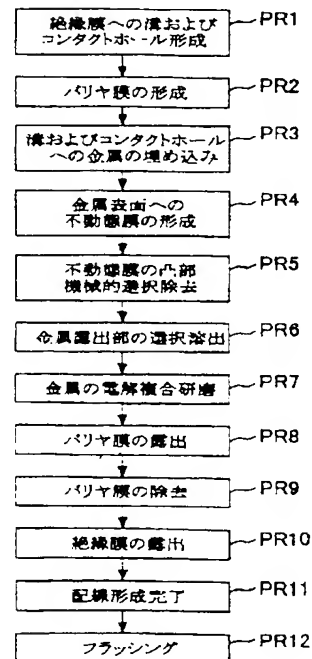 絶縁膜への溝および
コンタクトホール形成
PR1
バリヤ膜の形成
PR2
溝およびコンタクトホール
への金属の埋め込み
PR3
金属表面への
不動態膜の形成
PR4
不動態膜の凸部
機械的選択除去
PR5
金属露出部の選択溶出
PR6
金属の電解複合研磨
PR7
バリヤ膜の露出
PR8
バリヤ膜の除去
PR9
絶縁膜の露出
PR10
配線形成完了
PR11
フラッシング
PR12